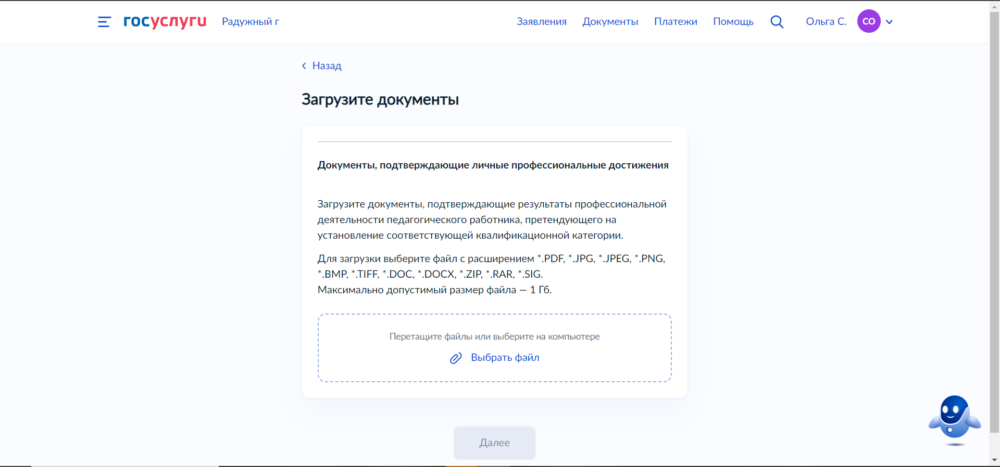 госуслуги Радужный г Заявления Документы Платежи Помощь Ольга С. СО
Назад
Загрузите документы
Документы, подтверждающие личные профессиональные достижения
Загрузите документы, подтверждающие результаты профессиональной
деятельности педагогического работника, претендующего на
установление соответствующей квалификационной категории.
Для загрузки выберите файл с расширением *.PDF, *.JPG, *.JPEG, *.PNG,
*.BMP, *.TIFF, *.DOC, *.DOCX, *.ZIP, *.RAR, *.SIG.
Максимально допустимый размер файла — 1 Гб.
Перетащите файлы или выберите на компьютере
Выбрать файл
Далее